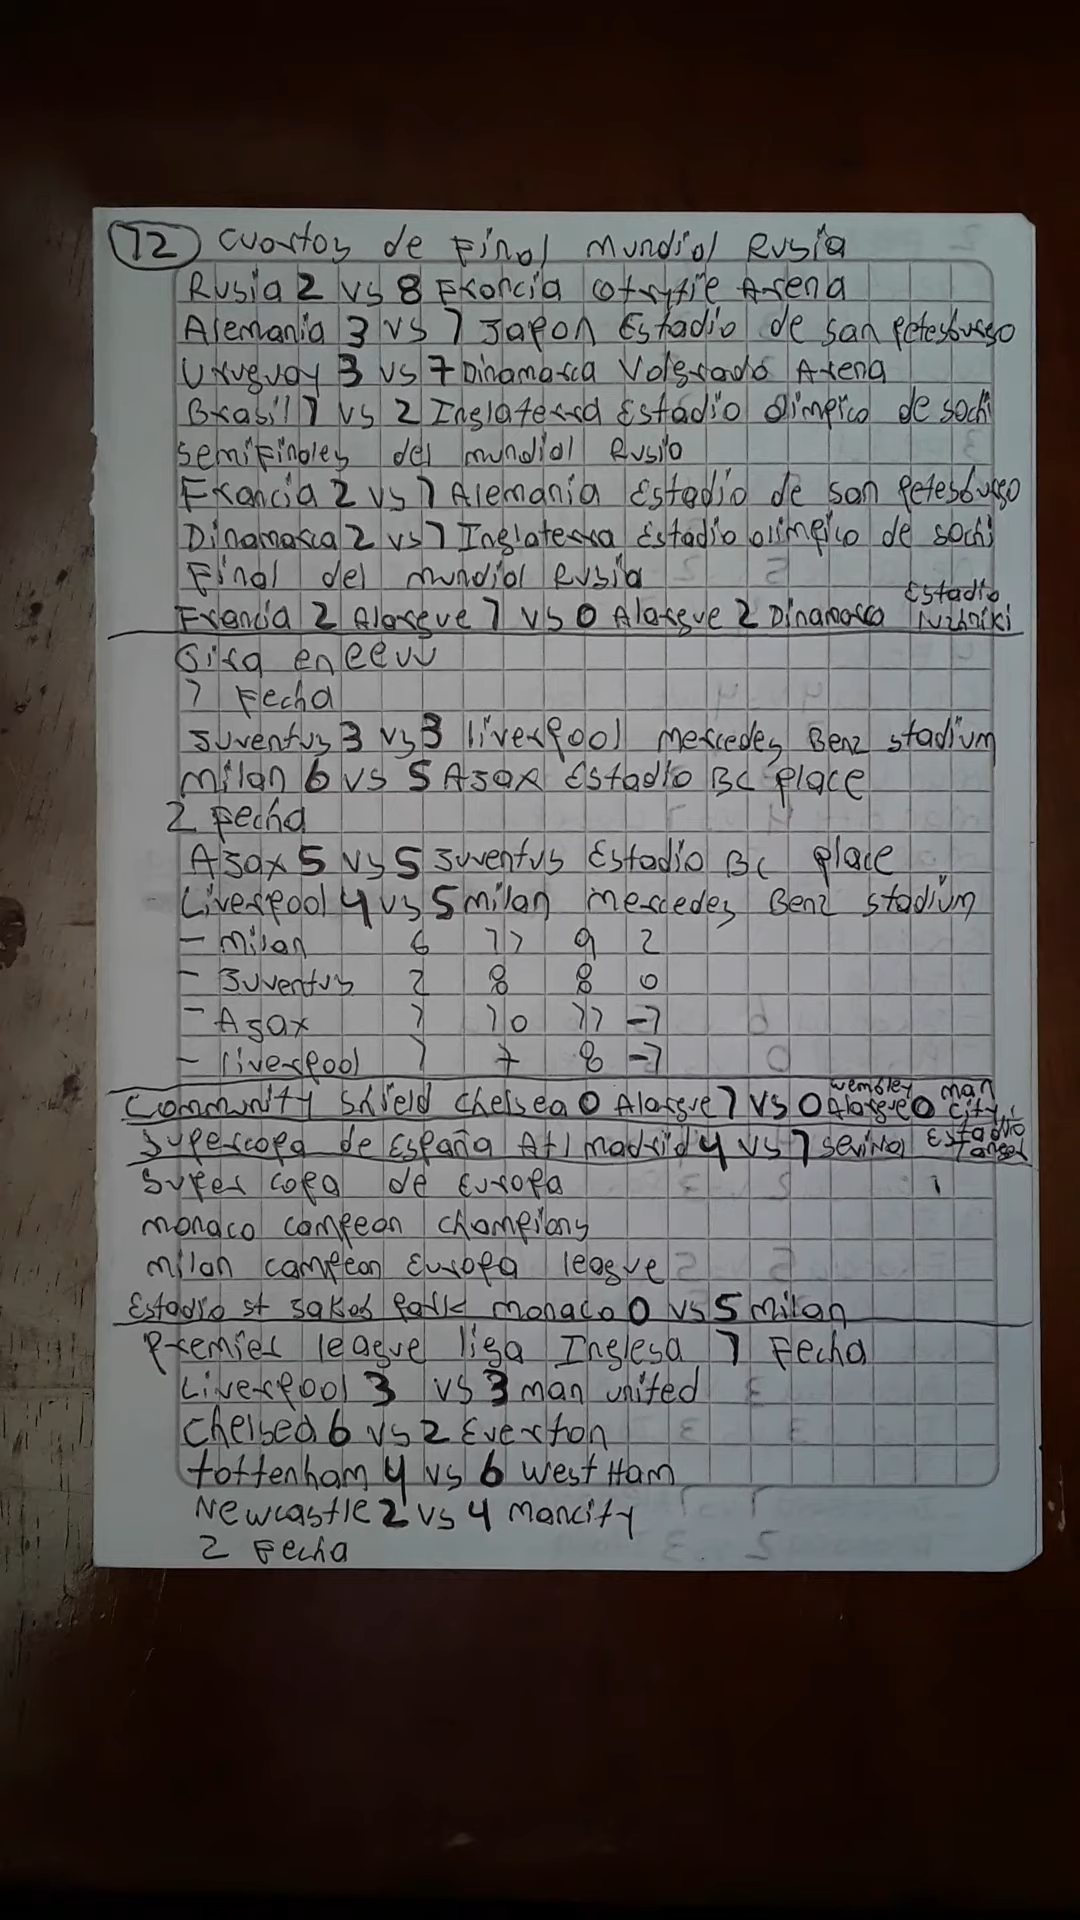 12 Cuartos de Final Mundial Rusia
Rusia 2 vs 8 Francia Arena
Alemania 3 vs 1 Japon Estadio de san petesburgo
Uruguay 3 vs 7 Dinamarca Volgrado Arena
Brasil 1 vs 2 Inglaterra Estadio olimpico de sochi
semifinales del mundial Rusia
Francia 2 vs 1 Alemania Estadio de san petesburgo
Dinamarca 2 vs 1 Inglaterra Estadio olimpico de sochi
Final del mundial Rusia
Francia 2 Alargue 1 vs 0 Alargue 2 Dinamarca Estadio luzhniki
Gira en eeuu
1 Fecha
Juventus 3 vs 3 liverpool mercedes Benz stadium
Milan 6 vs 5 Ajax Estadio BC place
2 Fecha
Ajax 5 vs 5 Juventus Estadio BC place
Liverpool 4 vs 5 milan mercedes Benz stadium
- milan 6 11 9 2
- Juventus 2 8 8 0
- Ajax 1 10 11 -1
- liverpool 1 7 8 -1
Community Shield Chelsea 0 Alargue 1 vs 0 Alargue 0 man city wembley
Supercopa de España Atl madrid 4 vs 1 sevilla Estadio tanger
Super copa de Europa
monaco campeon champions
milan campeon Europa league
Estadio st Jakob Park monaco 0 vs 5 milan
Premier league liga Inglesa 1 Fecha
Liverpool 3 vs 3 man united
Chelsea 6 vs 2 Everton
tottenham 4 vs 6 West Ham
Newcastle 2 vs 4 Mancity
2 Fecha